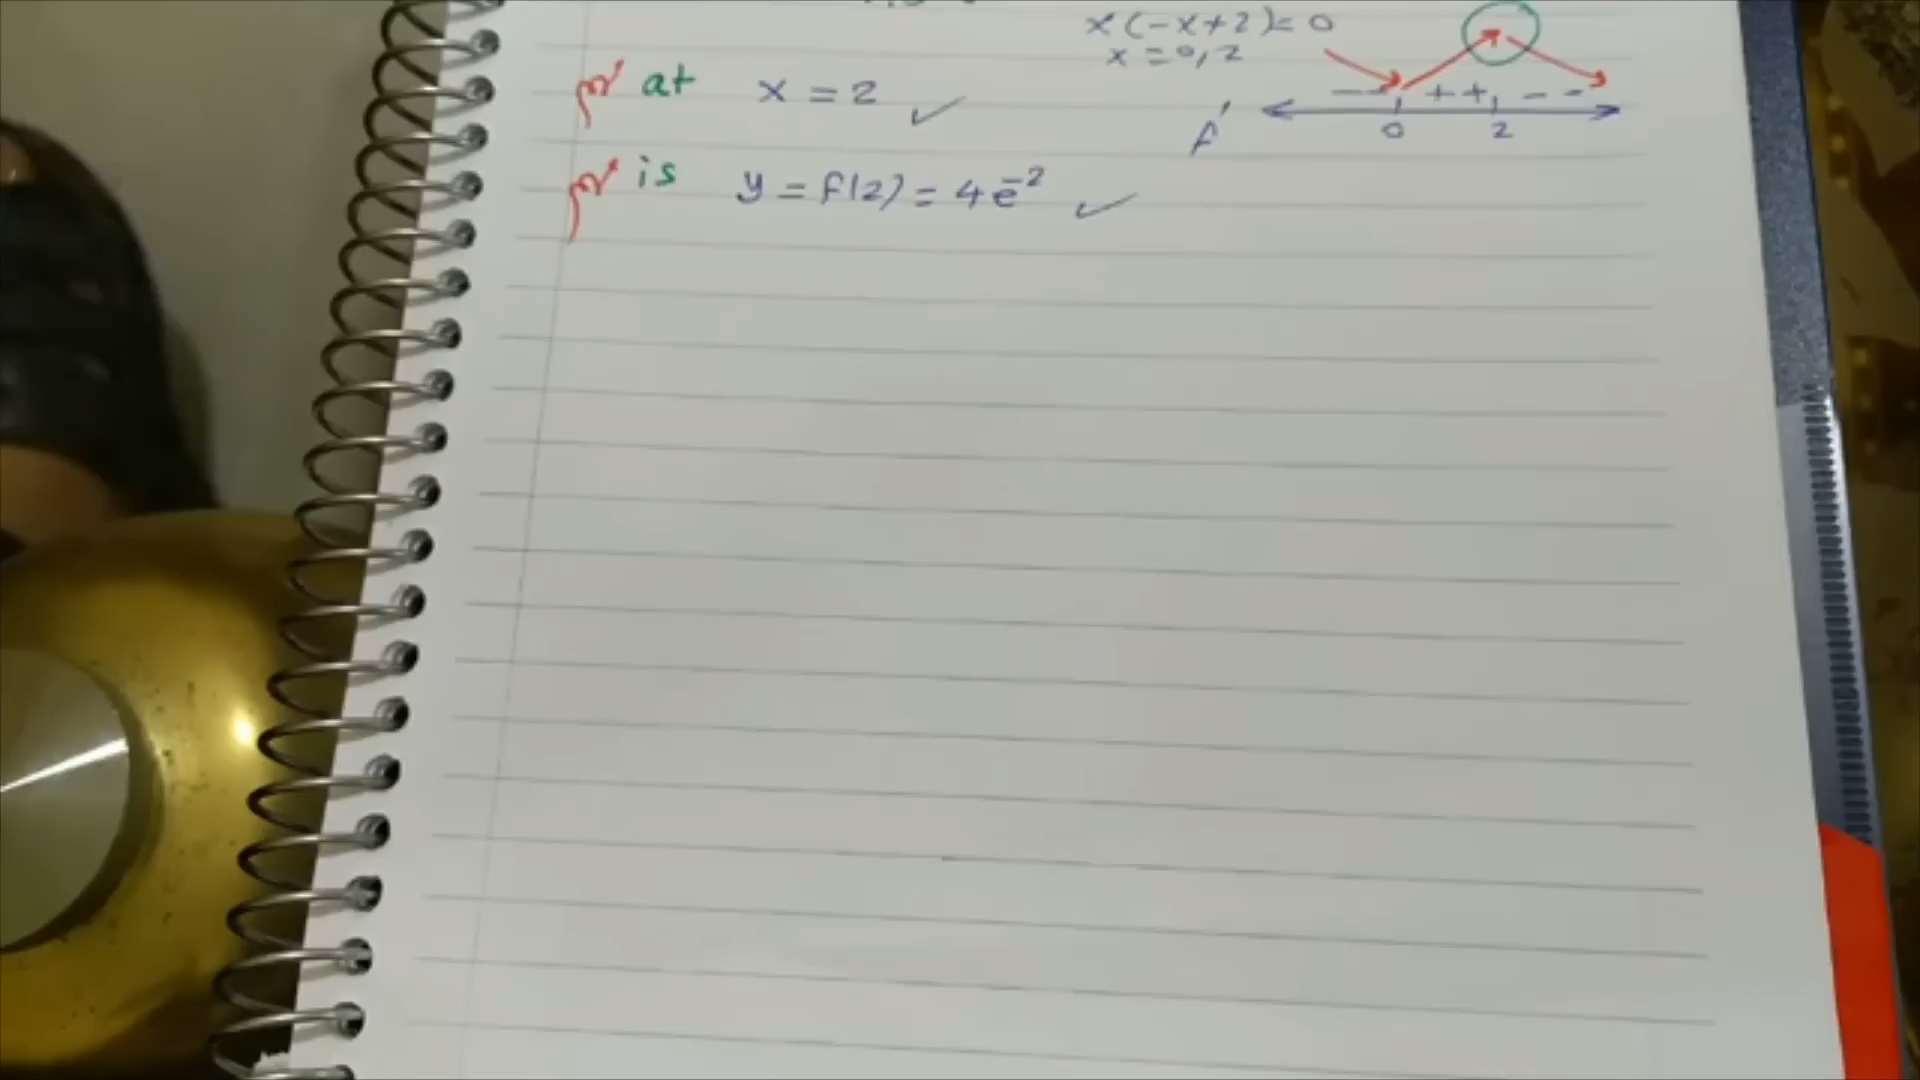 x(-x+2)=0
x=0,2
at x = 2 ✓
-- ++ --
f' 0 2
is y = f(2) = 4e^-2 ✓